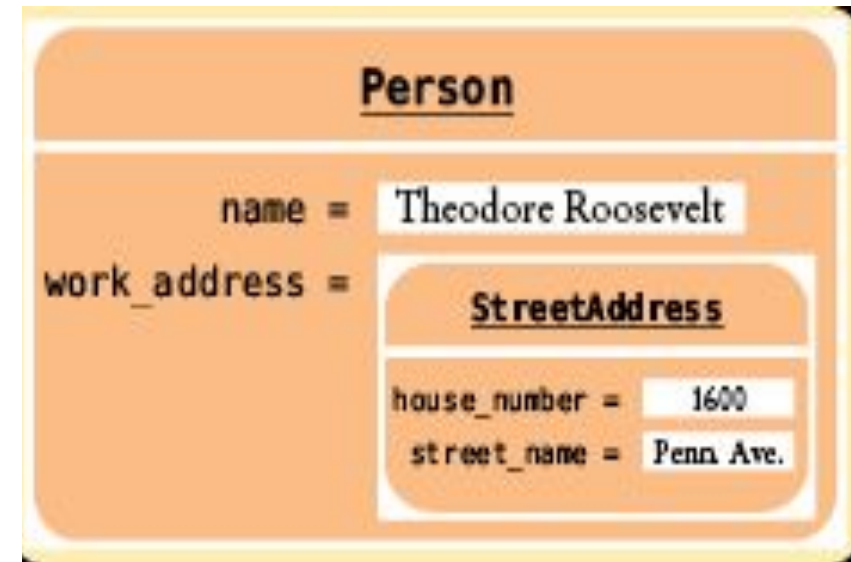 Person
name = Theodore Roosevelt
work_address =
StreetAddress
house_number = 1600
street_name = Penn. Ave.